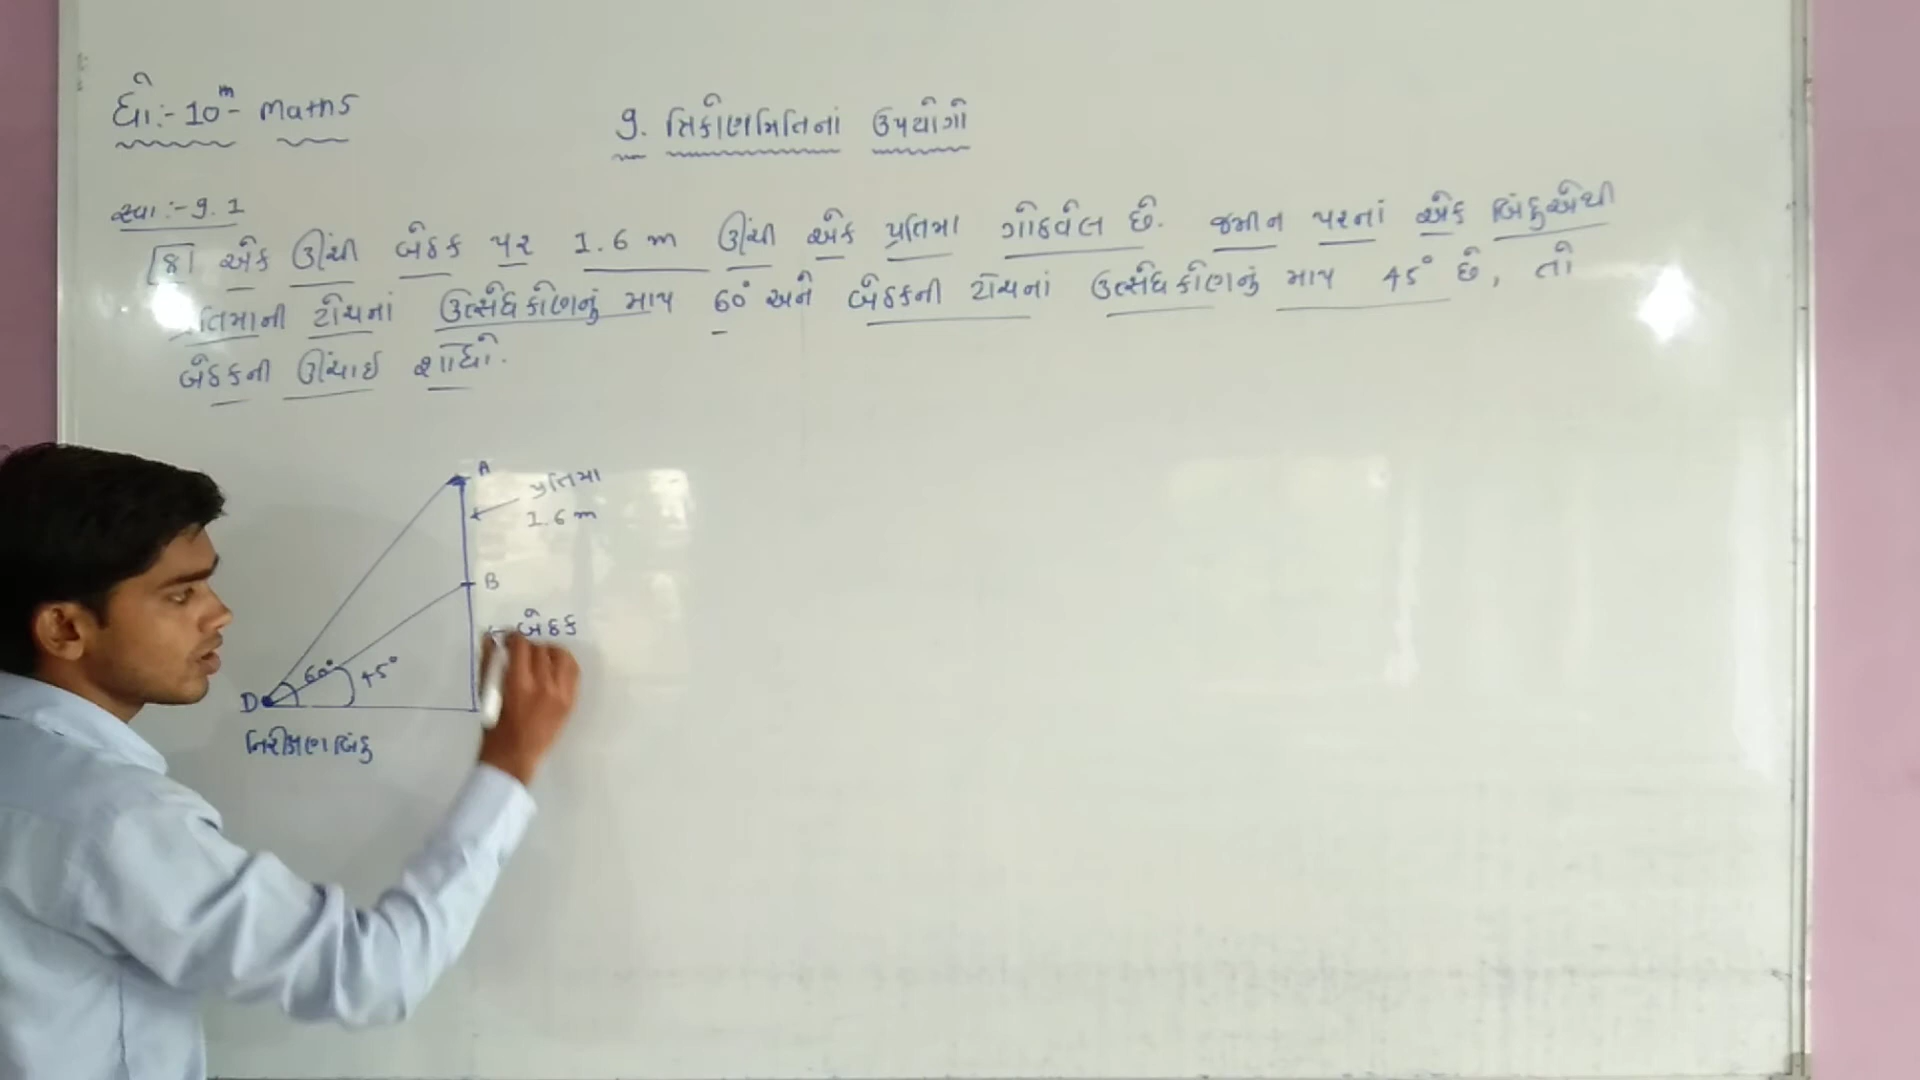 ધો:- 10th - Maths
9. ત્રિકોણમિતિનાં ઉપયોગો
સ્વા:- 9.1
[8] એક ઊંચી બેઠક પર 1.6 m ઊંચી એક પ્રતિમા ગોઠવેલ છે. જમીન પરનાં એક બિંદુએથી
પ્રતિમાની ટોચનાં ઉત્સેધકોણનું માપ 60° અને બેઠકની ટોચનાં ઉત્સેધકોણનું માપ 45° છે, તો
બેઠકની ઊંચાઇ શોધો.
A
પ્રતિમા
1.6 m
B
બેઠક
60°
45°
D
નિરીક્ષણબિંદુ